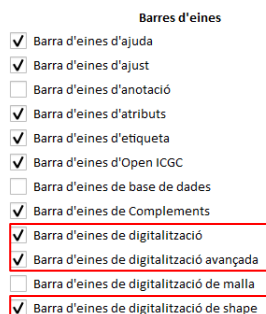 Barres d'eines
Barra d'eines d'ajuda
Barra d'eines d'ajust
Barra d'eines d'anotació
Barra d'eines d'atributs
Barra d'eines d'etiqueta
Barra d'eines d'Open ICGC
Barra d'eines de base de dades
Barra d'eines de Complements
Barra d'eines de digitalització
Barra d'eines de digitalització avançada
Barra d'eines de digitalització de malla
Barra d'eines de digitalització de shape